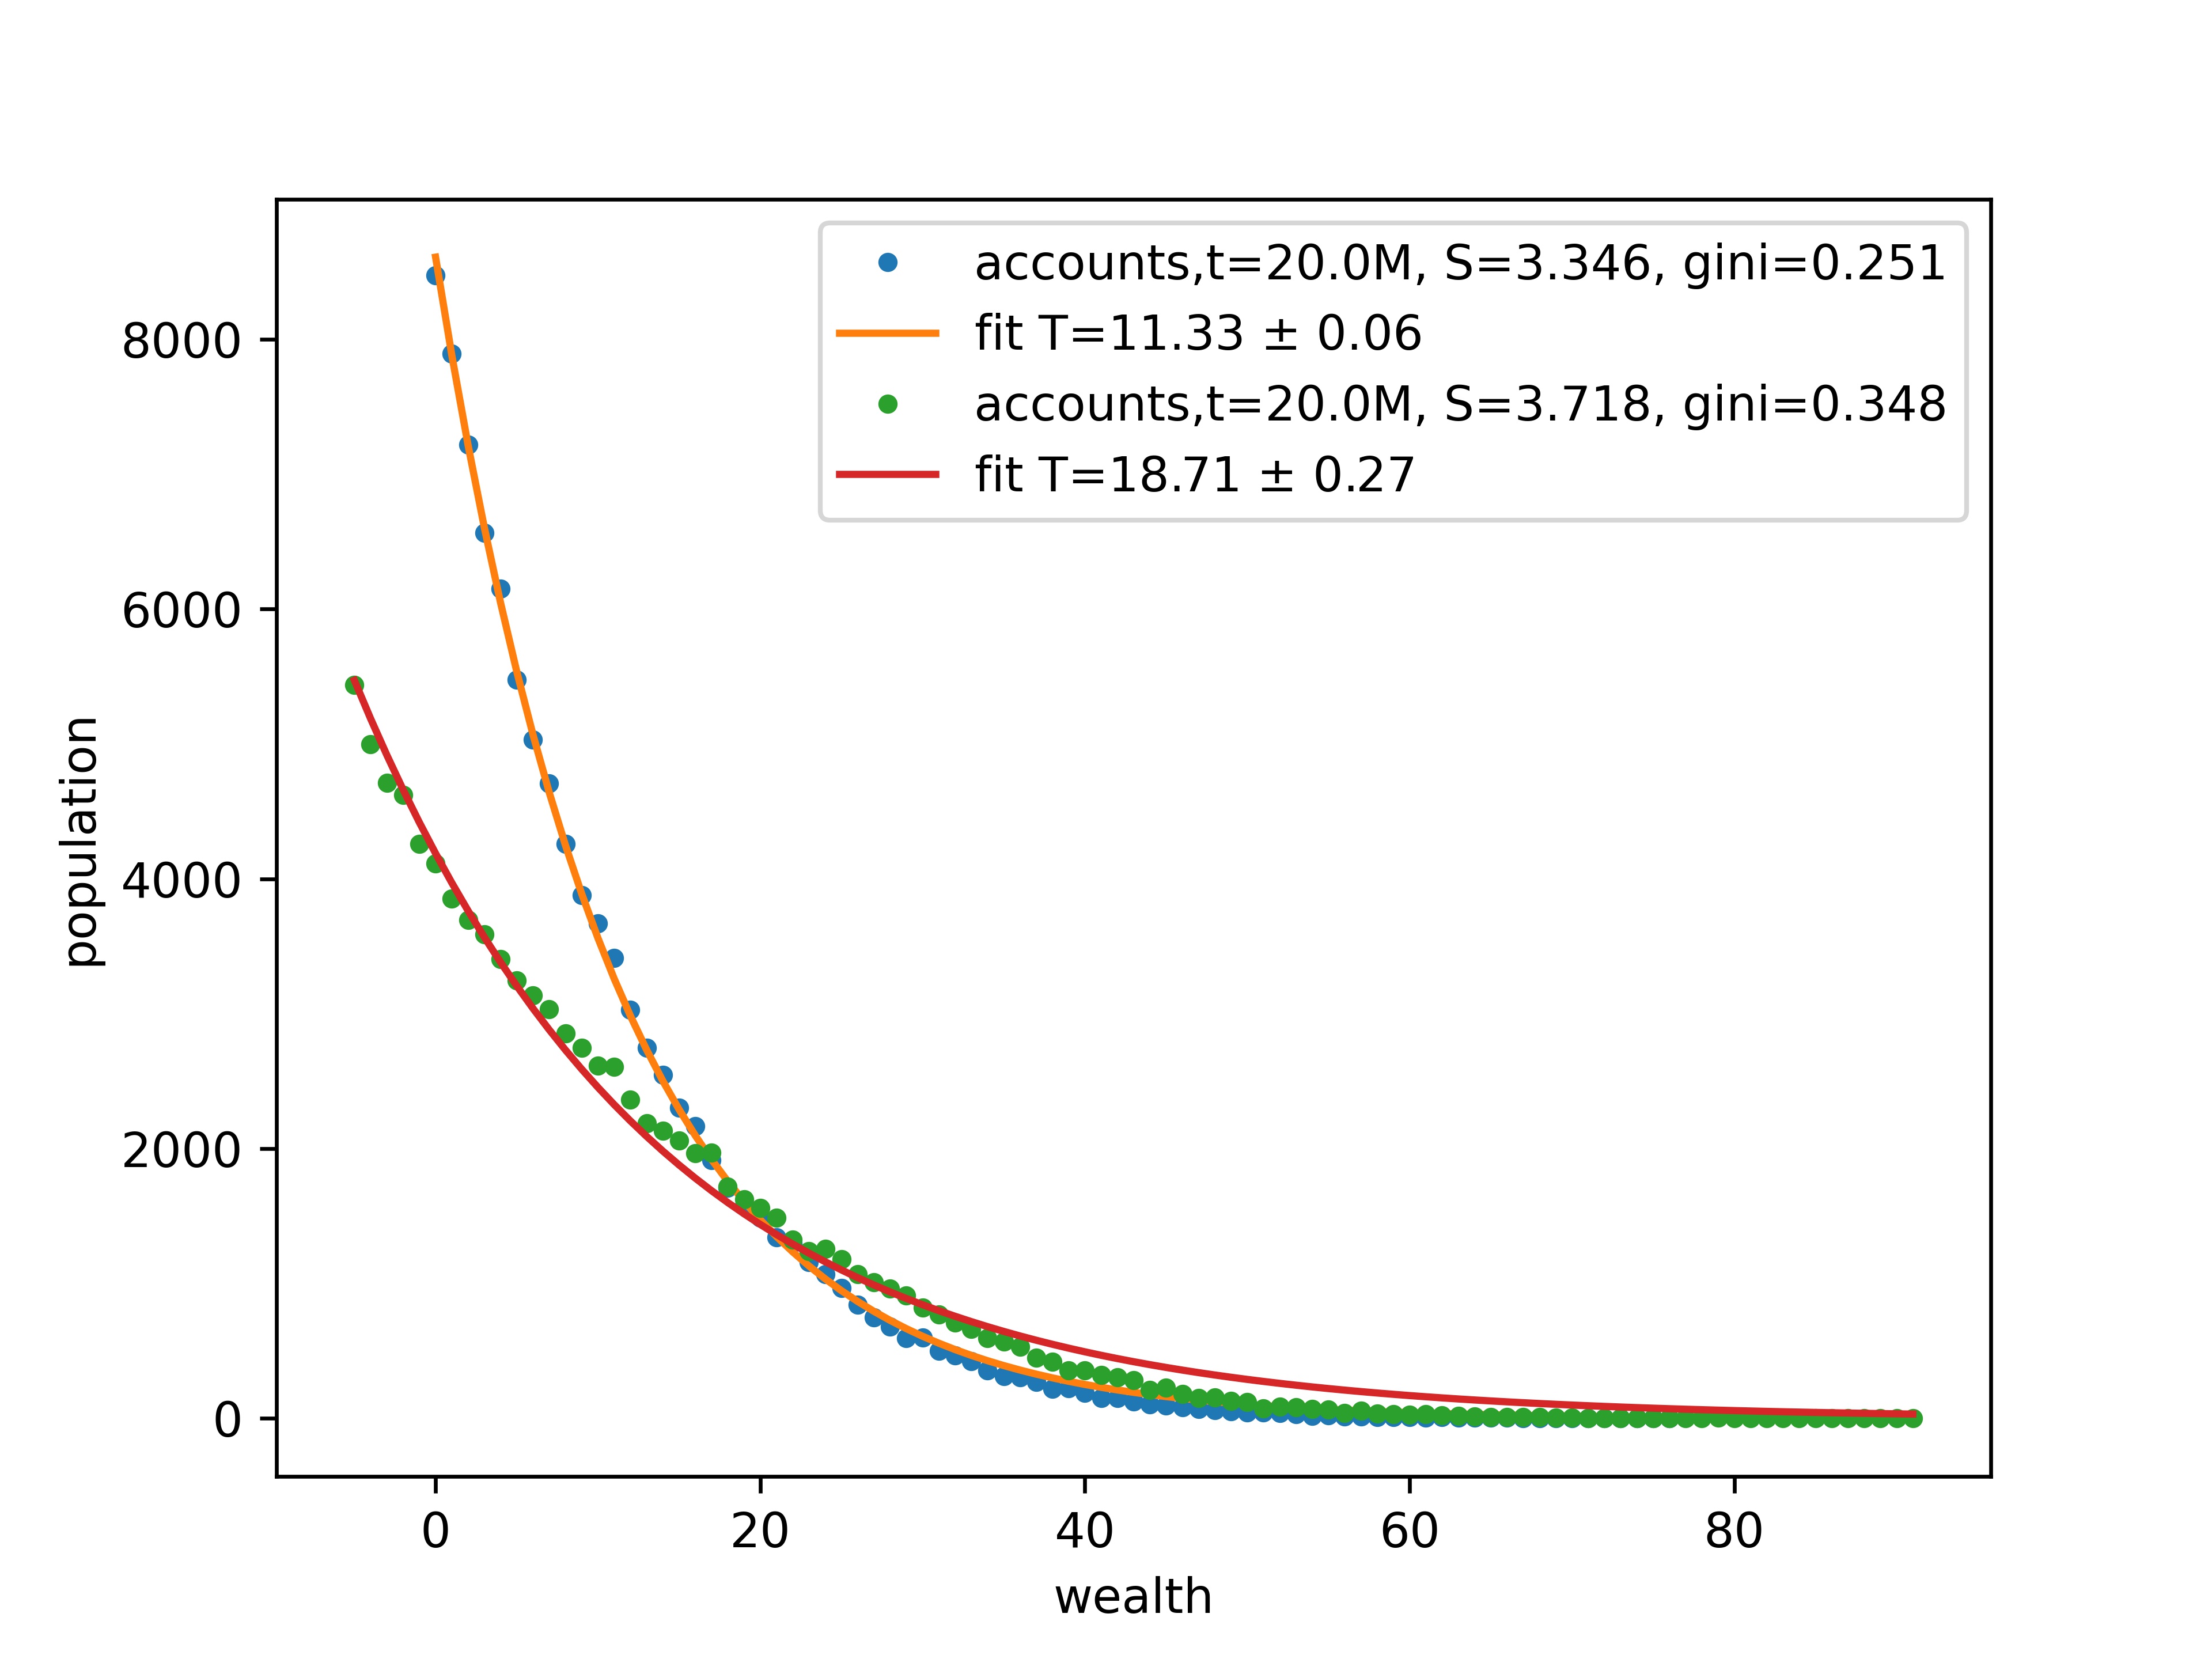 accounts,t=20.0M, S=3.346, gini=0.251
fit T=11.33 ± 0.06
accounts,t=20.0M, S=3.718, gini=0.348
fit T=18.71 ± 0.27
8000
6000
4000
2000
0
population
0 20 40 60 80
wealth